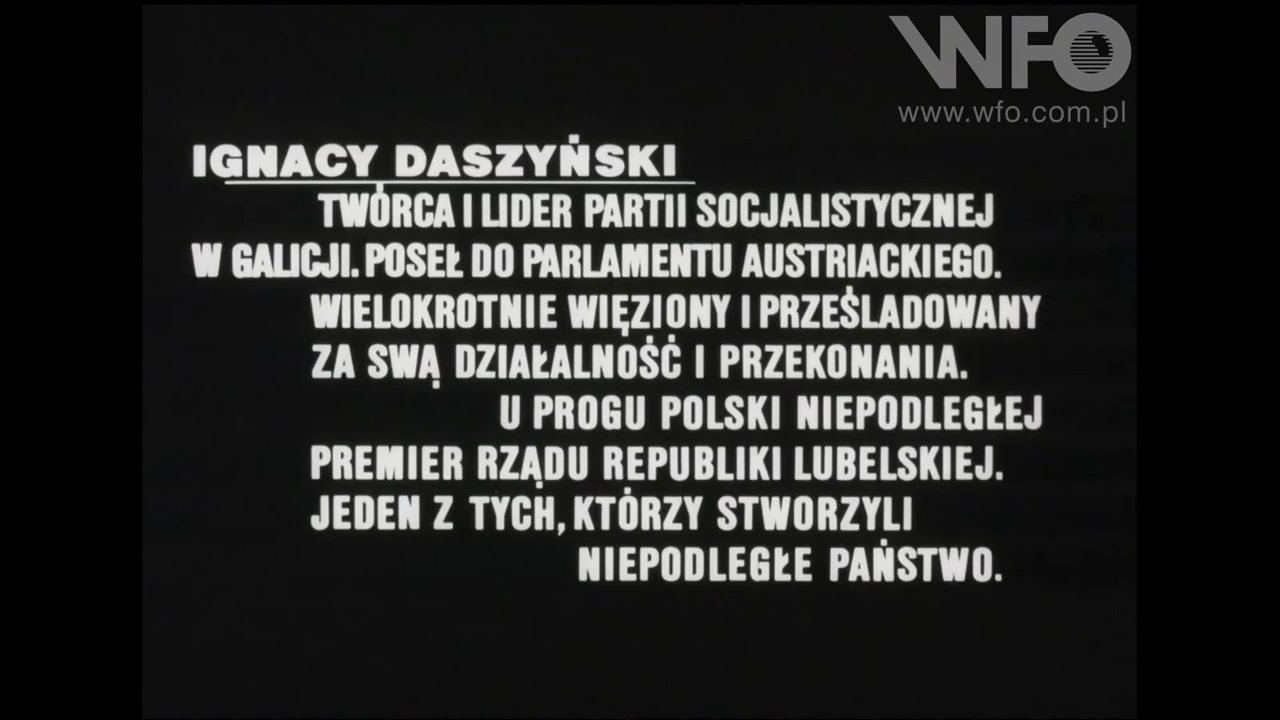 WFO
www.wfo.com.pl
IGNACY DASZYŃSKI
TWÓRCA I LIDER PARTII SOCJALISTYCZNEJ
W GALICJI. POSEŁ DO PARLAMENTU AUSTRIACKIEGO.
WIELOKROTNIE WIĘZIONY I PRZEŚLADOWANY
ZA SWĄ DZIAŁALNOŚĆ I PRZEKONANIA.
U PROGU POLSKI NIEPODLEGŁEJ
PREMIER RZĄDU REPUBLIKI LUBELSKIEJ.
JEDEN Z TYCH, KTÓRZY STWORZYLI
NIEPODLEGŁE PAŃSTWO.